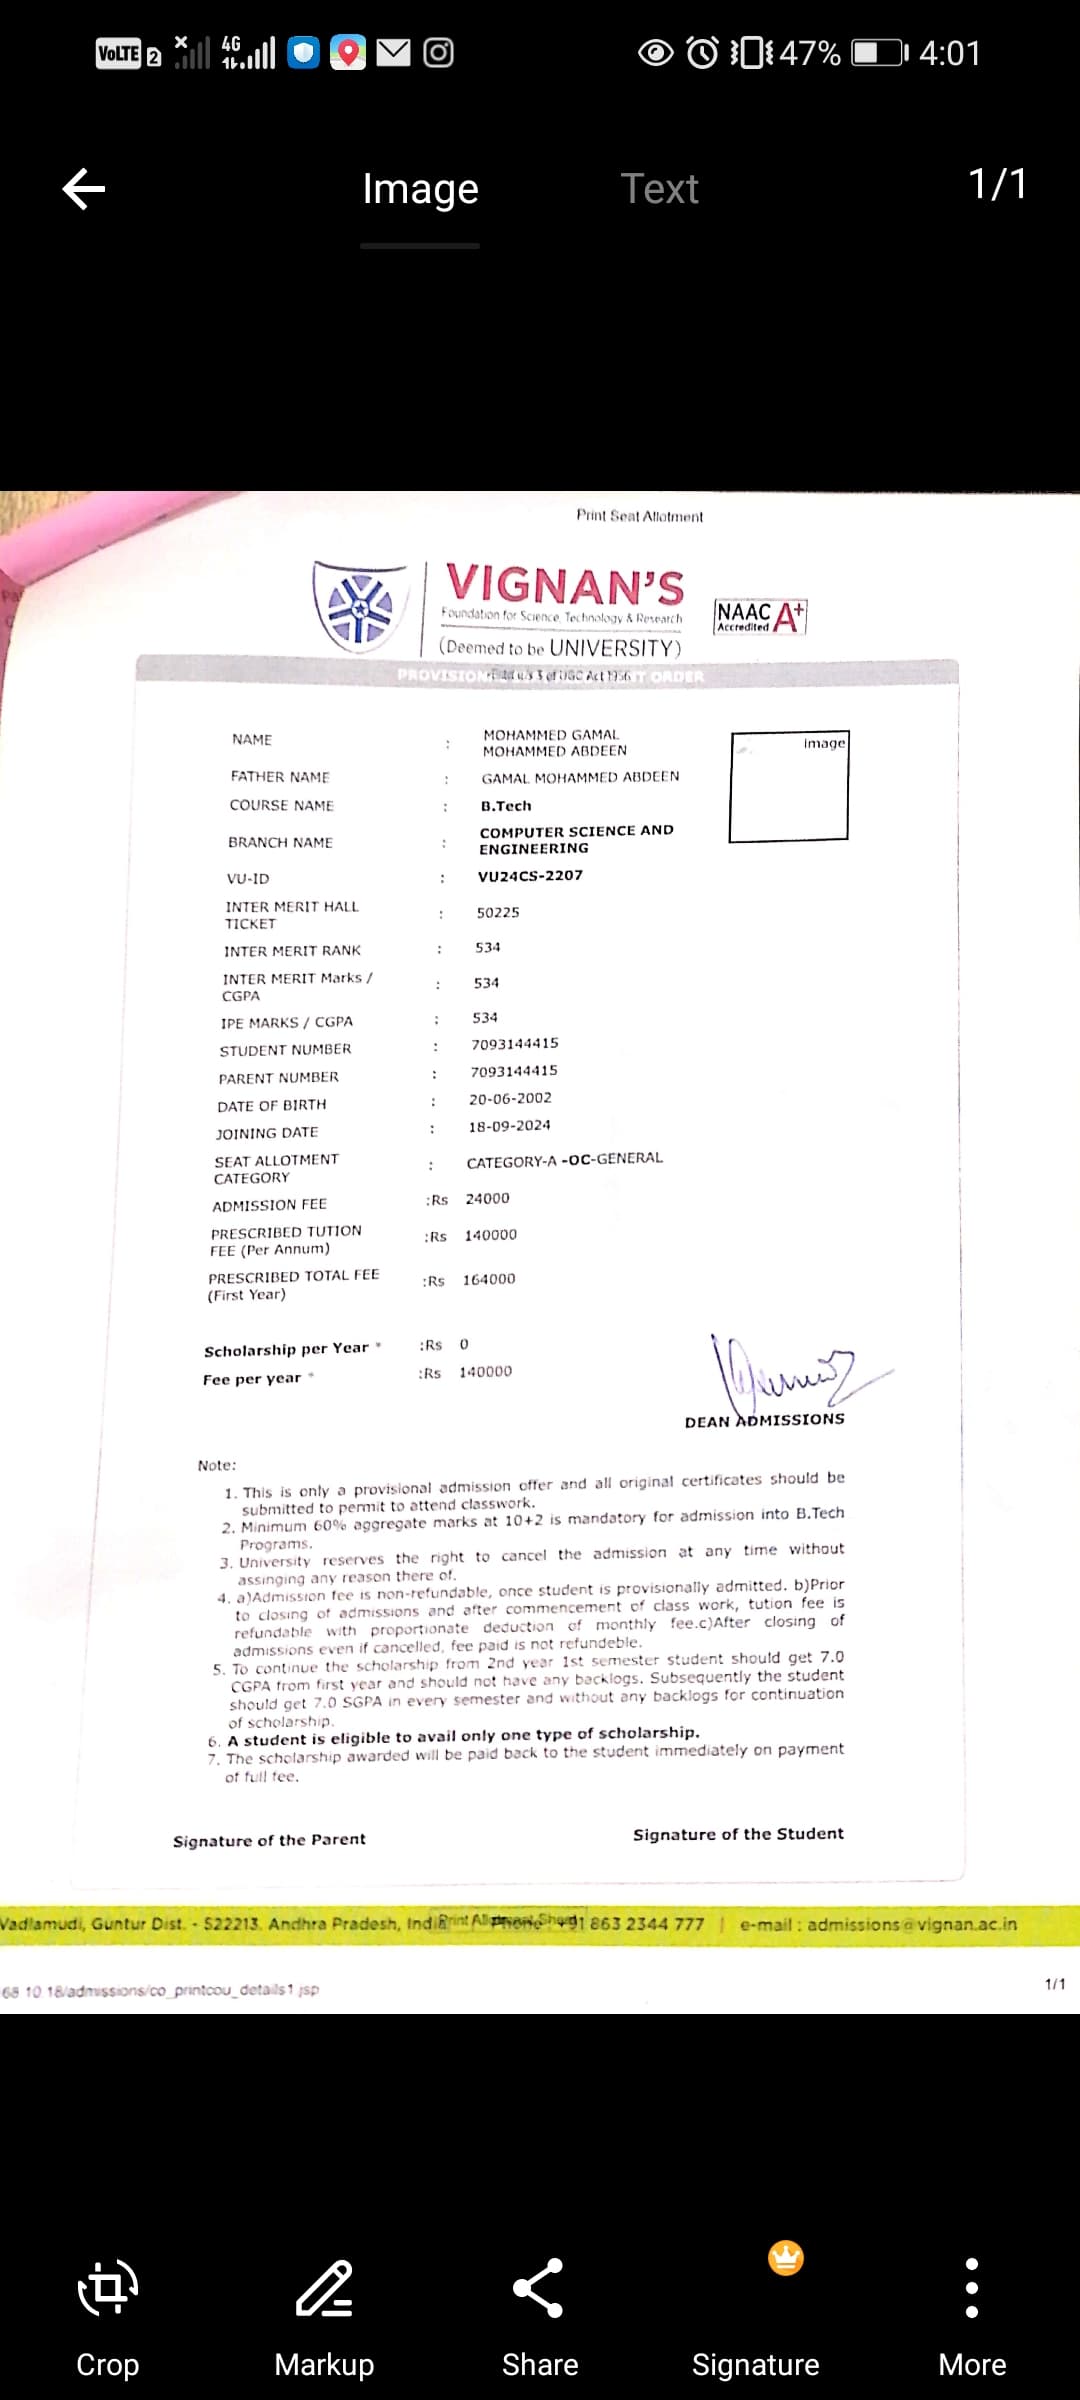 VoLTE 2 4G 47% 4:01
Image Text 1/1
Print Seat Allotment
VIGNAN'S
Foundation for Science, Technology & Research
(Deemed to be UNIVERSITY)
NAAC A+
Accredited
PROVISION ORDER
Estd u/s 3 of UGC Act 1956
Image
NAME : MOHAMMED GAMAL
MOHAMMED ABDEEN
FATHER NAME : GAMAL MOHAMMED ABDEEN
COURSE NAME : B.Tech
BRANCH NAME : COMPUTER SCIENCE AND
ENGINEERING
VU-ID : VU24CS-2207
INTER MERIT HALL
TICKET : 50225
INTER MERIT RANK : 534
INTER MERIT Marks /
CGPA : 534
IPE MARKS / CGPA : 534
STUDENT NUMBER : 7093144415
PARENT NUMBER : 7093144415
DATE OF BIRTH : 20-06-2002
JOINING DATE : 18-09-2024
SEAT ALLOTMENT
CATEGORY : CATEGORY-A -OC-GENERAL
ADMISSION FEE :Rs 24000
PRESCRIBED TUTION
FEE (Per Annum) :Rs 140000
PRESCRIBED TOTAL FEE
(First Year) :Rs 164000
Scholarship per Year * :Rs 0
Fee per year * :Rs 140000
DEAN ADMISSIONS
Note:
1. This is only a provisional admission offer and all original certificates should be
submitted to permit to attend classwork.
2. Minimum 60% aggregate marks at 10+2 is mandatory for admission into B.Tech
Programs.
3. University reserves the right to cancel the admission at any time without
assinging any reason there of.
4. a)Admission fee is non-refundable, once student is provisionally admitted. b)Prior
to closing of admissions and after commencement of class work, tution fee is
refundable with proportionate deduction of monthly fee.c)After closing of
admissions even if cancelled, fee paid is not refundeble.
5. To continue the scholarship from 2nd year 1st semester student should get 7.0
CGPA from first year and should not have any backlogs. Subsequently the student
should get 7.0 SGPA in every semester and without any backlogs for continuation
of scholarship.
6. A student is eligible to avail only one type of scholarship.
7. The scholarship awarded will be paid back to the student immediately on payment
of full fee.
Signature of the Parent Signature of the Student
Vadlamudi, Guntur Dist. - 522213. Andhra Pradesh, India Phone : +91 863 2344 777 | e-mail : admissions@vignan.ac.in
Print Allotment Sheet
68 10 18/admissions/co_printcou_details1.jsp 1/1
Crop Markup Share Signature More